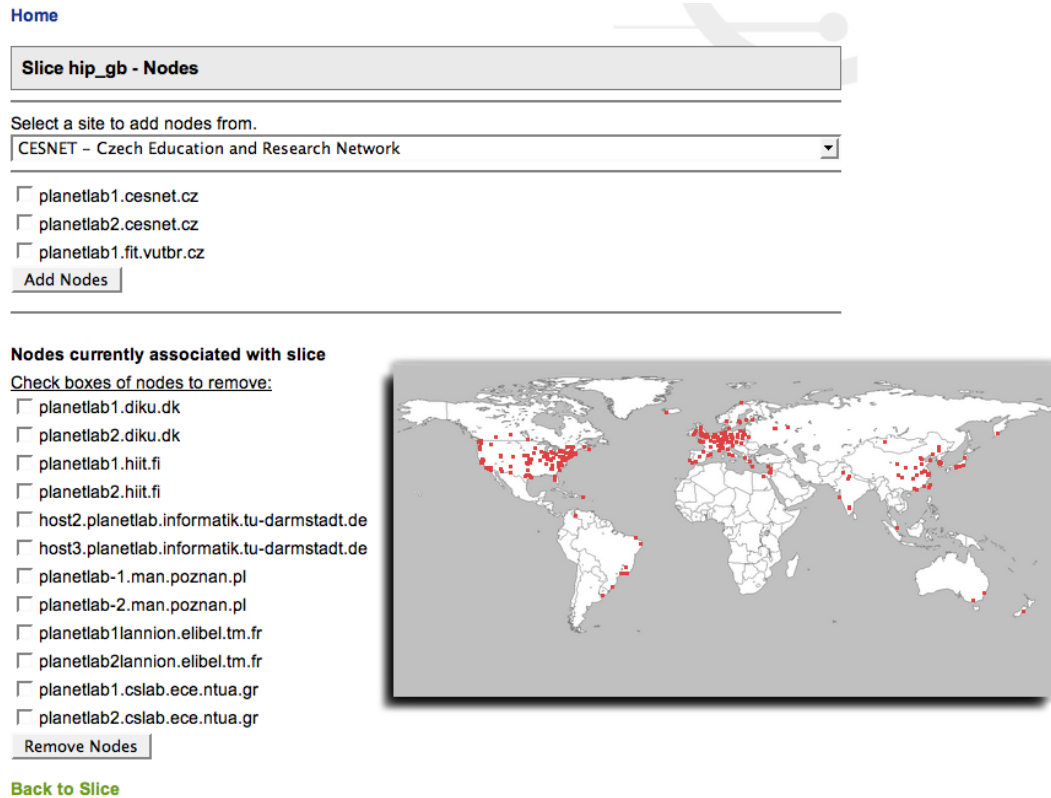 Home
Slice hip_gb - Nodes
Select a site to add nodes from.
CESNET – Czech Education and Research Network
planetlab1.cesnet.cz
planetlab2.cesnet.cz
planetlab1.fit.vutbr.cz
Add Nodes
Nodes currently associated with slice
Check boxes of nodes to remove:
planetlab1.diku.dk
planetlab2.diku.dk
planetlab1.hiit.fi
planetlab2.hiit.fi
host2.planetlab.informatik.tu-darmstadt.de
host3.planetlab.informatik.tu-darmstadt.de
planetlab-1.man.poznan.pl
planetlab-2.man.poznan.pl
planetlab1lannion.elibel.tm.fr
planetlab2lannion.elibel.tm.fr
planetlab1.cslab.ece.ntua.gr
planetlab2.cslab.ece.ntua.gr
Remove Nodes
Back to Slice